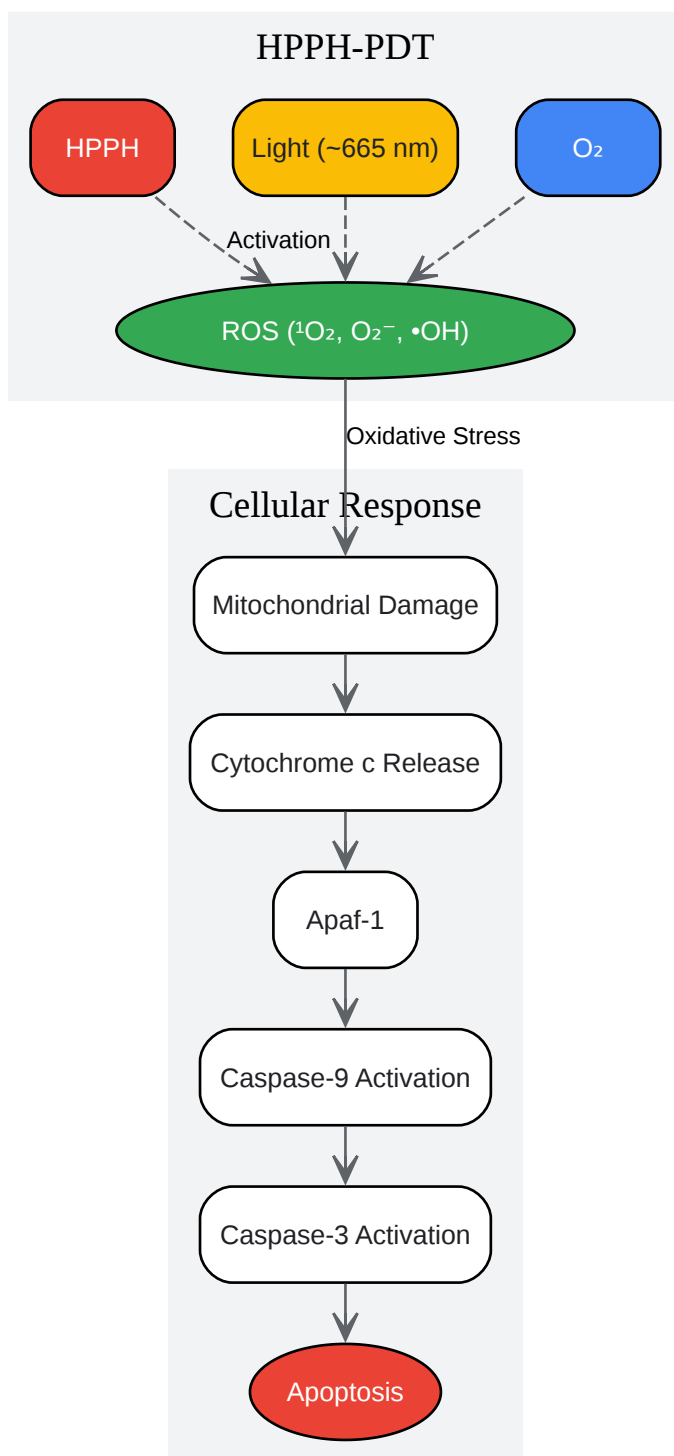 HPPH-PDT
HPPH
Light (~665 nm)
O₂
Activation
ROS (¹O₂, O₂⁻, •OH)
Oxidative Stress
Cellular Response
Mitochondrial Damage
Cytochrome c Release
Apaf-1
Caspase-9 Activation
Caspase-3 Activation
Apoptosis